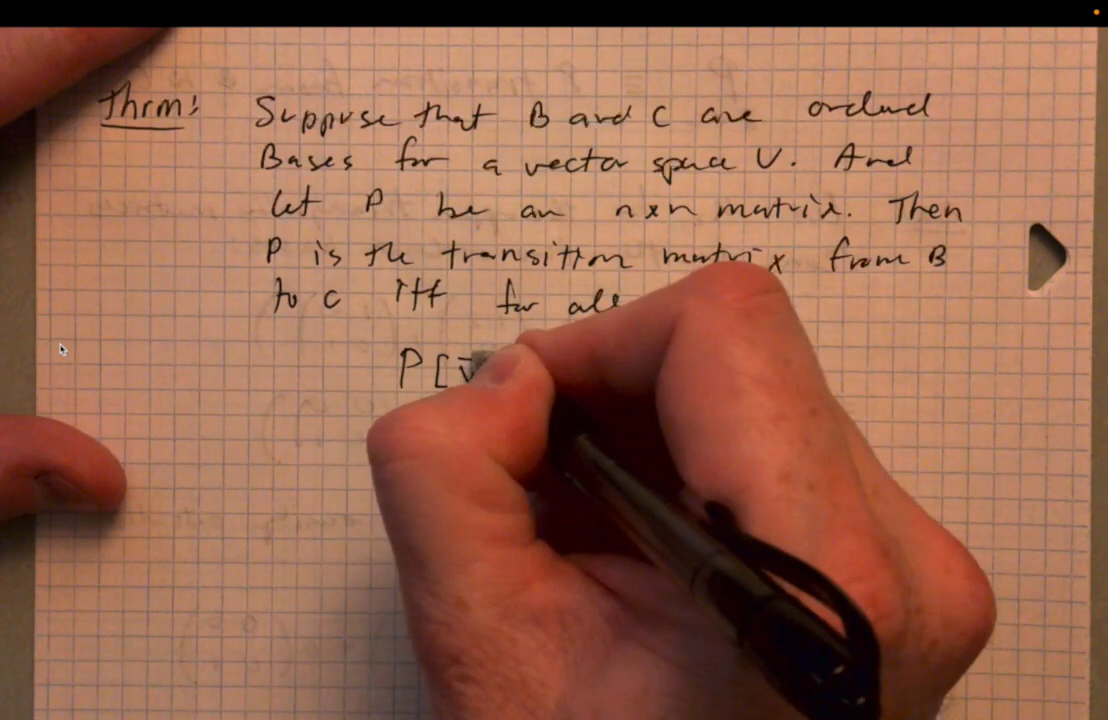 Thrm: Suppose that B and C are ordered
Bases for a vector space V. And
let P be an n x n matrix. Then
P is the transition matrix from B
to C iff for all
P[v